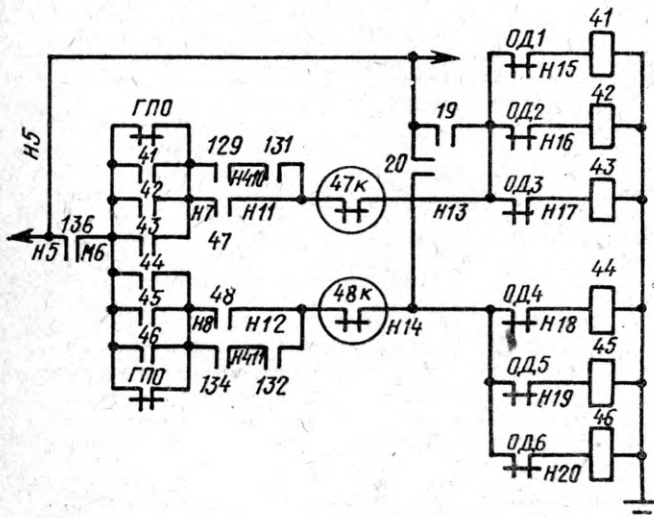 41
ОД1
Н15
42
ГПО
19
ОД2
Н16
129
131
Н5
41
20
43
Н410
42
47к
ОД3
Н7
Н11
Н13
Н17
136
43
47
Н5
М6
44
44
48
48к
ОД4
45
Н8
Н12
Н14
Н18
45
46
Н411
ОД5
ГПО
134
132
Н19
46
ОД6
Н20